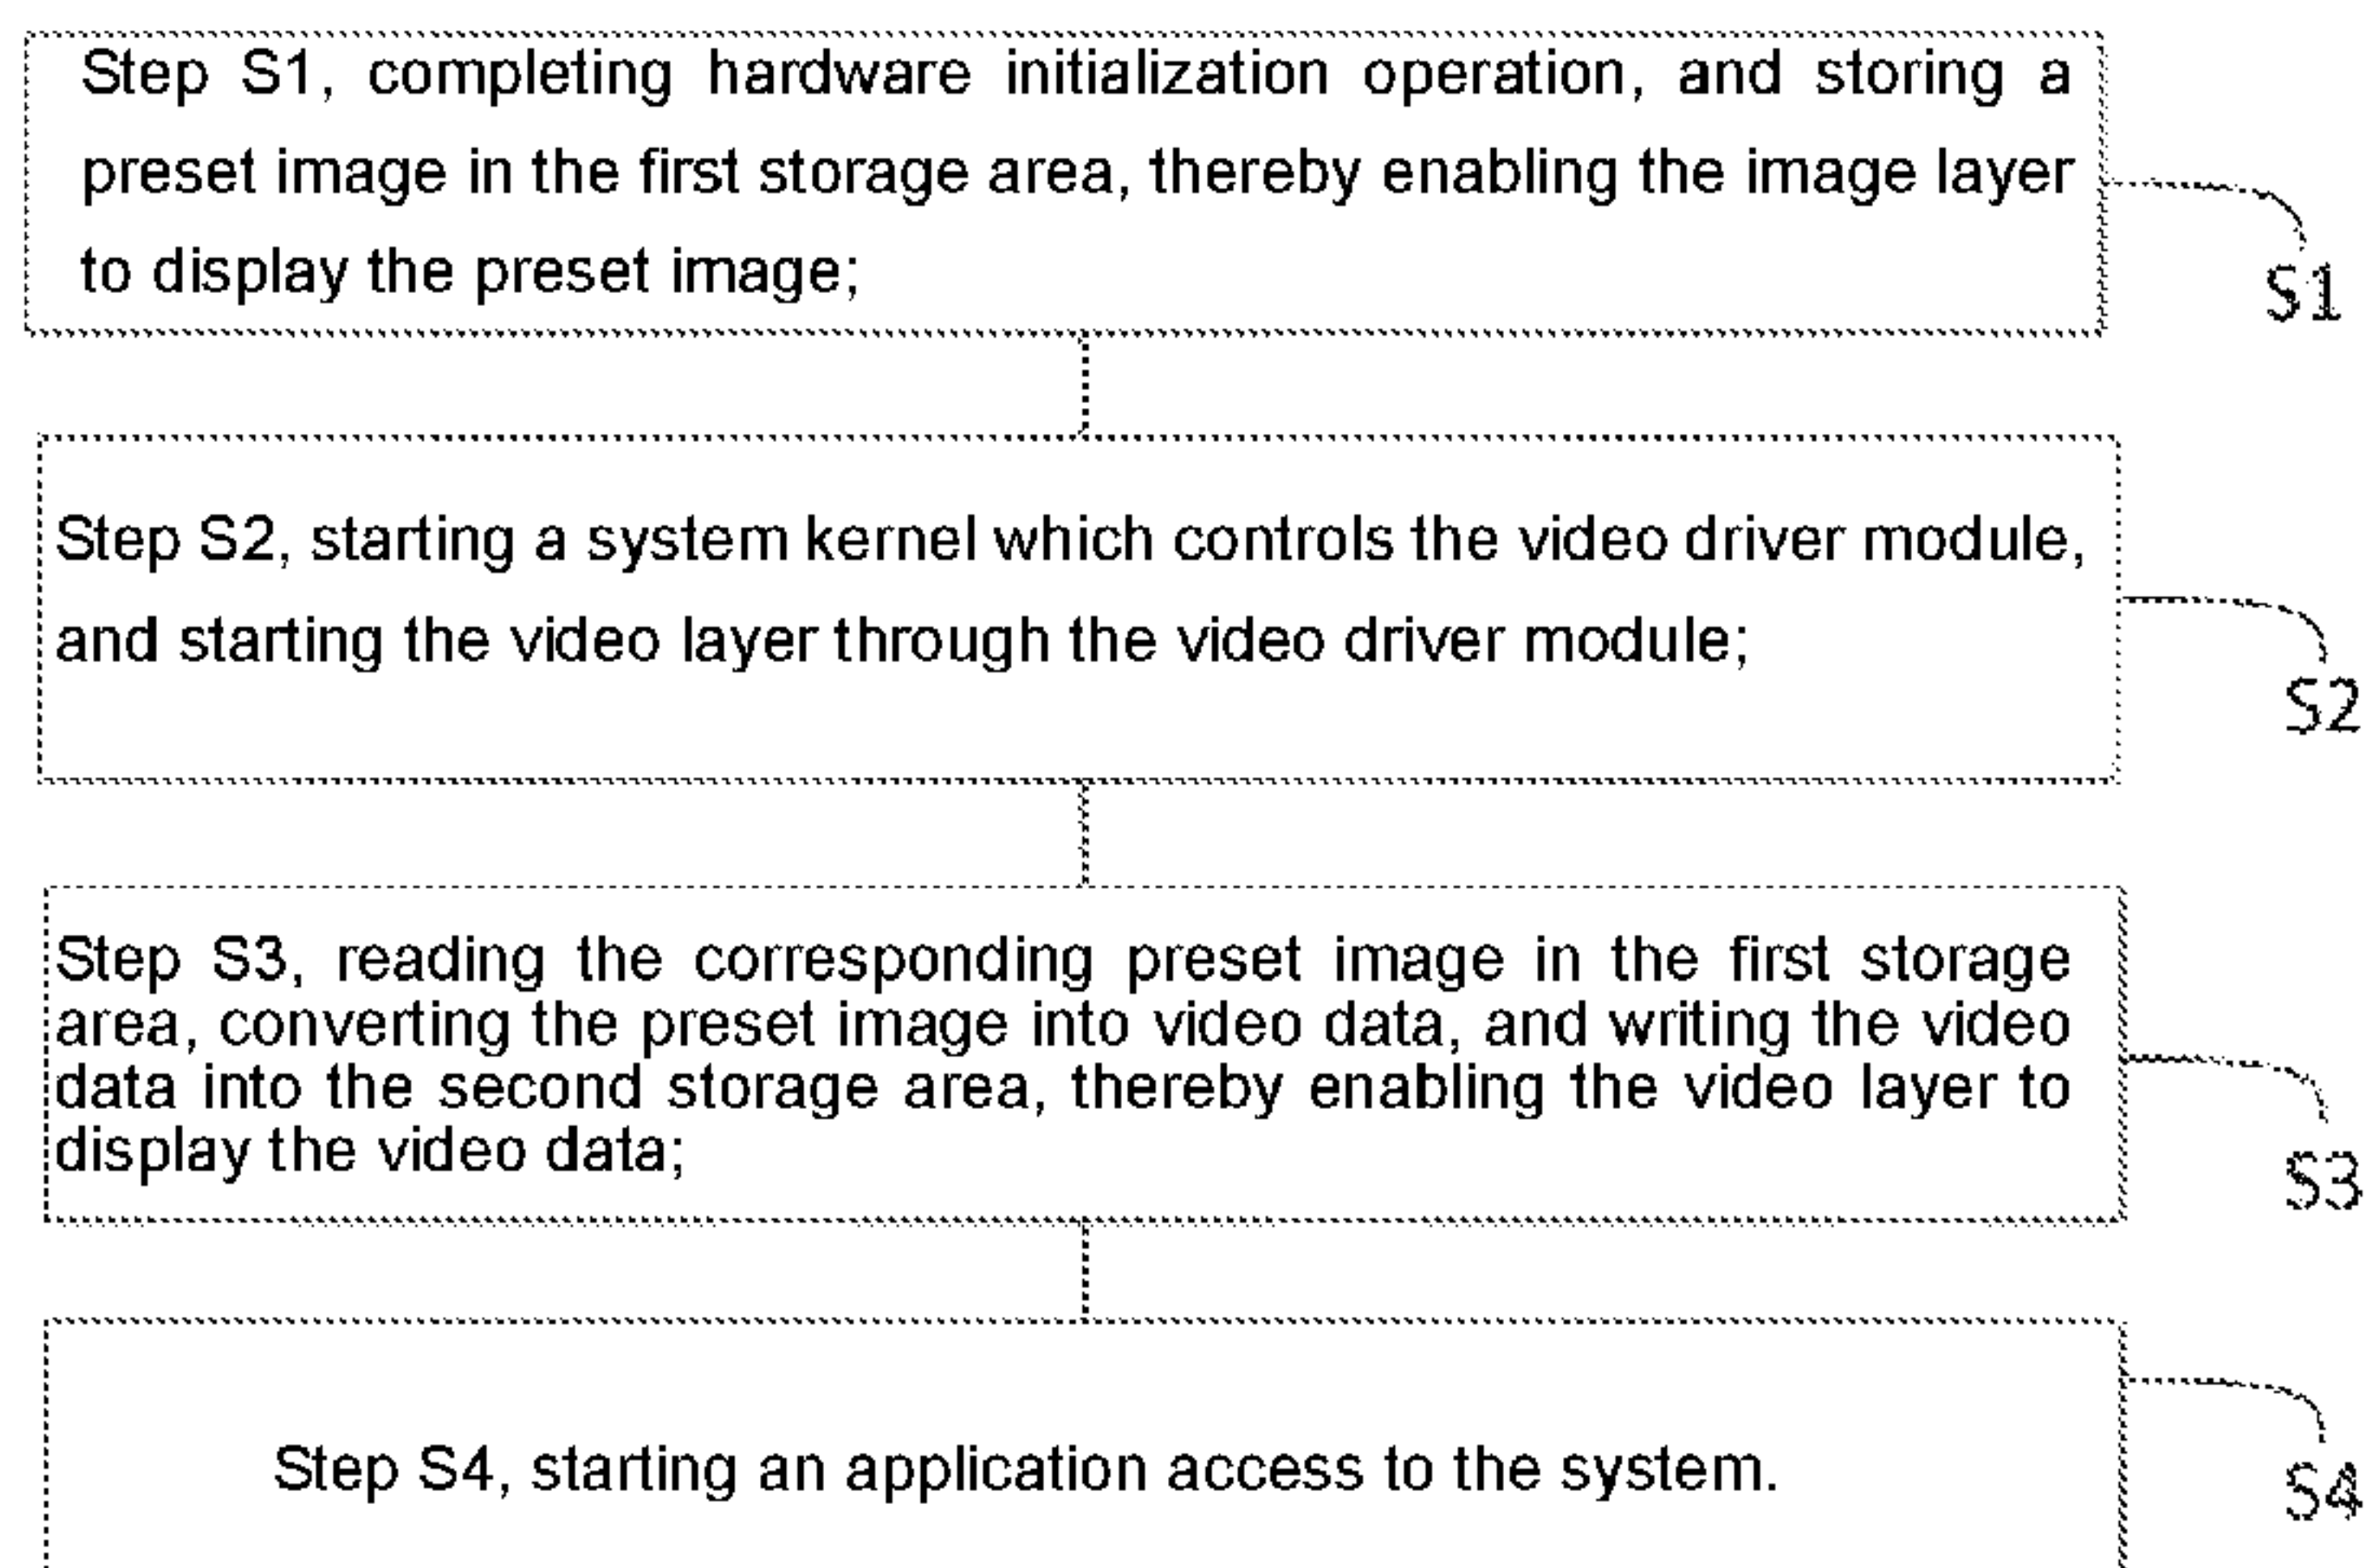 Step S1, completing hardware initialization operation, and storing a
preset image in the first storage area, thereby enabling the image layer
to display the preset image;
S1
Step S2, starting a system kernel which controls the video driver module,
and starting the video layer through the video driver module;
S2
Step S3, reading the corresponding preset image in the first storage
area, converting the preset image into video data, and writing the video
data into the second storage area, thereby enabling the video layer to
display the video data;
S3
Step S4, starting an application access to the system.
S4